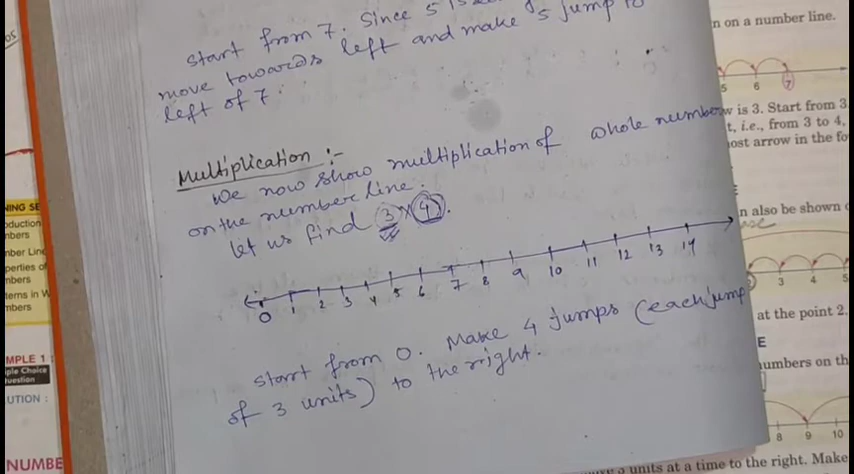 start from 7. Since 5 is
move towards left and make 5 jump to
left of 7.
Multiplication :-
We now show multiplication of whole number
on the number line.
let us find 3 × 4.
0 1 2 3 4 5 6 7 8 9 10 11 12 13 14
start from 0. Make 4 jumps (each jump
of 3 units) to the right.
n on a number line.
5 6 7
w is 3. Start from 3
t, i.e., from 3 to 4,
ost arrow in the fo
E
n also be shown
3 4 5
at the point 2.
E
umbers on th
8 9 10
units at a time to the right. Make
NING SE
oduction
mbers
mber Line
perties of
mbers
terns in W
mbers
MPLE 1
ple Choice
uestion
UTION :
NUMBE